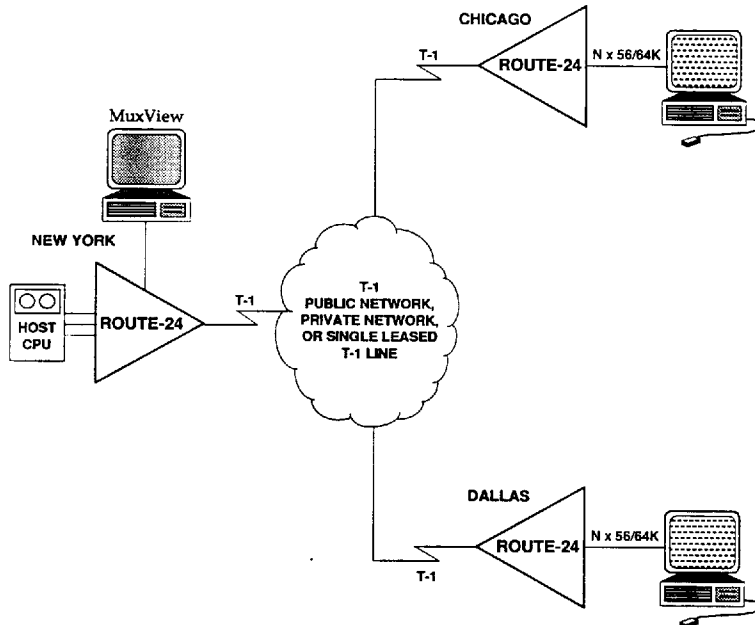 CHICAGO
T-1
ROUTE-24
N x 56/64K
MuxView
NEW YORK
HOST
CPU
ROUTE-24
T-1
T-1
PUBLIC NETWORK,
PRIVATE NETWORK,
OR SINGLE LEASED
T-1 LINE
DALLAS
ROUTE-24
N x 56/64K
T-1